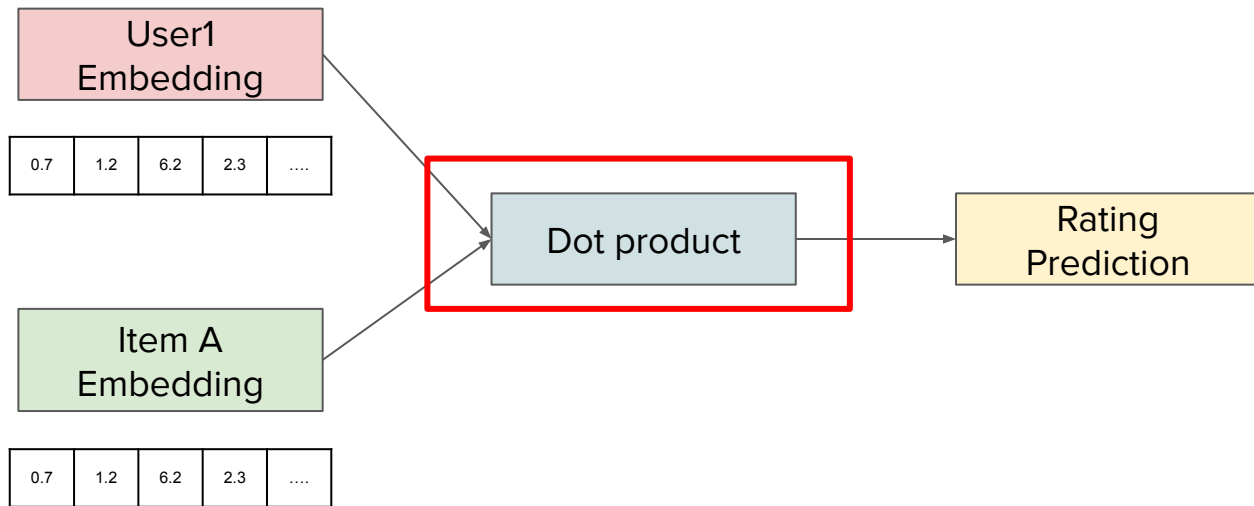 User1
Embedding
0.7 1.2 6.2 2.3 ....
Dot product
Rating
Prediction
Item A
Embedding
0.7 1.2 6.2 2.3 ....